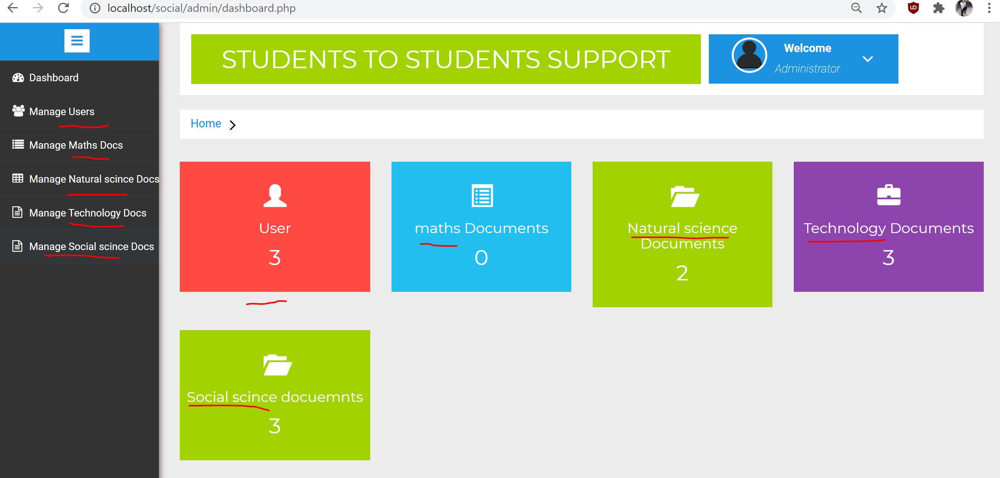 localhost/social/admin/dashboard.php
STUDENTS TO STUDENTS SUPPORT
Welcome
Administrator
Dashboard
Manage Users
Manage Maths Docs
Manage Natural scince Docs
Manage Technology Docs
Manage Social scince Docs
Home
User
3
maths Documents
0
Natural science
Documents
2
Technology Documents
3
Social scince docuemnts
3